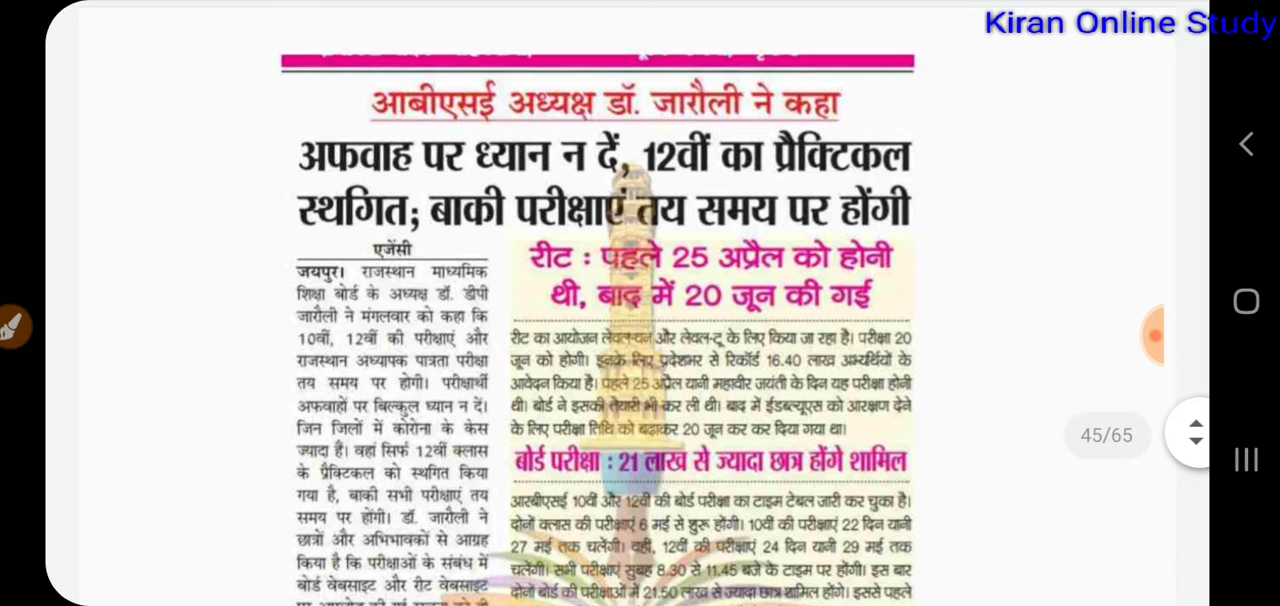 Kiran Online Study
आबीएसई अध्यक्ष डॉ. जारौली ने कहा
अफवाह पर ध्यान न दें, 12वीं का प्रैक्टिकल
स्थगित; बाकी परीक्षाएं तय समय पर होंगी
एजेंसी
जयपुर। राजस्थान माध्यमिक
शिक्षा बोर्ड के अध्यक्ष डॉ. डीपी
जारौली ने मंगलवार को कहा कि
10वीं, 12वीं की परीक्षाएं और
राजस्थान अध्यापक पात्रता परीक्षा
तय समय पर होगी। परीक्षार्थी
अफवाहों पर बिल्कुल ध्यान न दें।
जिन जिलों में कोरोना के केस
ज्यादा है। वहां सिर्फ 12वीं क्लास
के प्रैक्टिकल को स्थगित किया
गया है, बाकी सभी परीक्षाएं तय
समय पर होंगी। डॉ. जारौली ने
छात्रों और अभिभावकों से आग्रह
किया है कि परीक्षाओं के संबंध में
बोर्ड वेबसाइट और रीट वेबसाइट
रीट : पहले 25 अप्रैल को होनी
थी, बाद में 20 जून की गई
रीट का आयोजन लेवल-वन और लेवल-टू के लिए किया जा रहा है। परीक्षा 20
जून को होगी। इनके लिए प्रदेशभर से रिकॉर्ड 16.40 लाख अभ्यर्थियों के
आवेदन किया है। पहले 25 अप्रैल यानी महावीर जयंती के दिन यह परीक्षा होनी
थी। बोर्ड ने इसकी तैयारी भी कर ली थी। बाद में ईडब्ल्यूएस को आरक्षण देने
के लिए परीक्षा तिथि को बढ़ाकर 20 जून कर कर दिया गया था।
बोर्ड परीक्षा : 21 लाख से ज्यादा छात्र होंगे शामिल
आरबीएसई 10वीं और 12वीं की बोर्ड परीक्षा का टाइम टेबल जारी कर चुका है।
दोनों क्लास की परीक्षाएं 6 मई से शुरू होंगी। 10वीं की परीक्षाएं 22 दिन यानी
27 मई तक चलेंगी। वहीं, 12वीं की परीक्षाएं 24 दिन यानी 29 मई तक
चलेंगी। सभी परीक्षाएं सुबह 8.30 से 11.45 बजे के टाइम पर होंगी। इस बार
दोनों बोर्ड की परीक्षाओं में 21.50 लाख से ज्यादा छात्र शामिल होंगे। इससे पहले
45/65